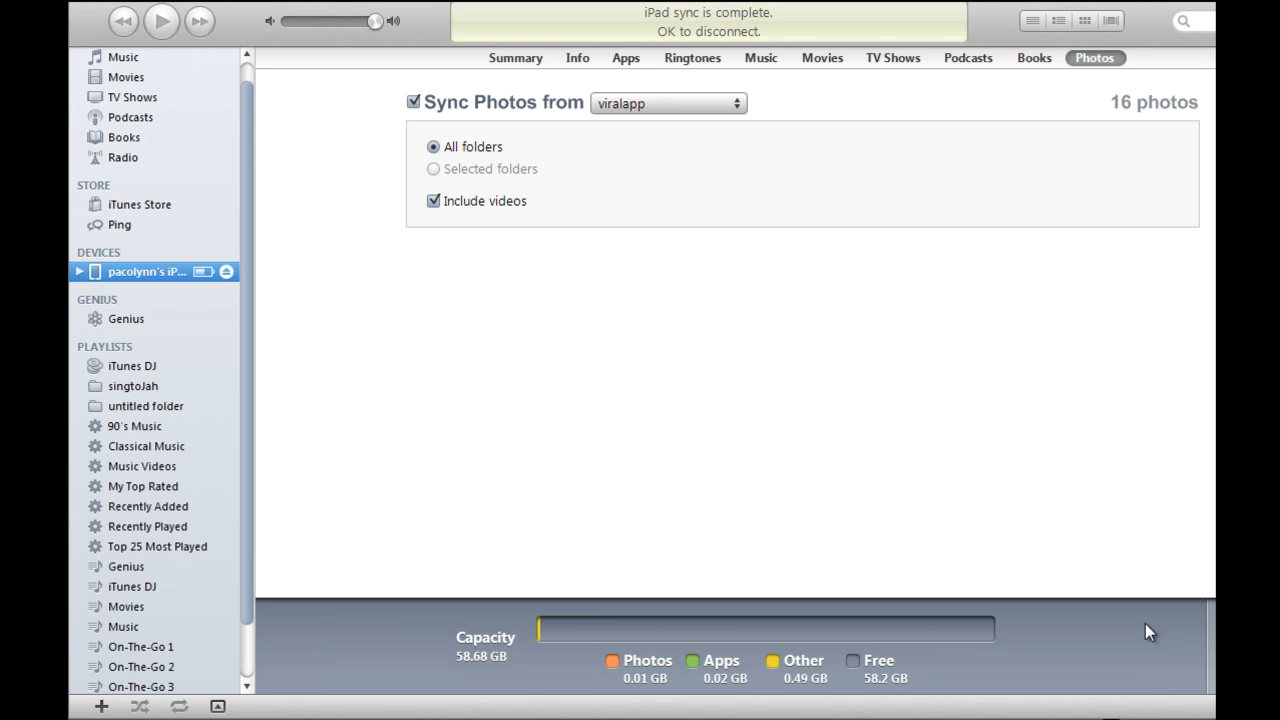 iPad sync is complete.
OK to disconnect.
Summary Info Apps Ringtones Music Movies TV Shows Podcasts Books Photos
Music
Movies
TV Shows
Podcasts
Books
Radio
STORE
iTunes Store
Ping
DEVICES
pacolynn's iP...
GENIUS
Genius
PLAYLISTS
iTunes DJ
singtoJah
untitled folder
90's Music
Classical Music
Music Videos
My Top Rated
Recently Added
Recently Played
Top 25 Most Played
Genius
iTunes DJ
Movies
Music
On-The-Go 1
On-The-Go 2
On-The-Go 3
Sync Photos from viralapp 16 photos
All folders
Selected folders
Include videos
Capacity
58.68 GB
Photos Apps Other Free
0.01 GB 0.02 GB 0.49 GB 58.2 GB